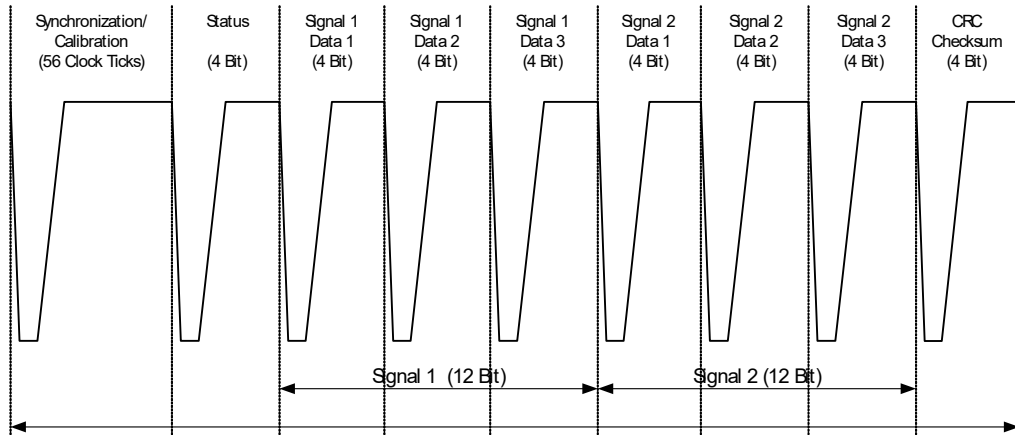 Synchronization/
Calibration
(56 Clock Ticks)
Status
(4 Bit)
Signal 1
Data 1
(4 Bit)
Signal 1
Data 2
(4 Bit)
Signal 1
Data 3
(4 Bit)
Signal 2
Data 1
(4 Bit)
Signal 2
Data 2
(4 Bit)
Signal 2
Data 3
(4 Bit)
CRC
Checksum
(4 Bit)
Signal 1 (12 Bit)
Signal 2 (12 Bit)